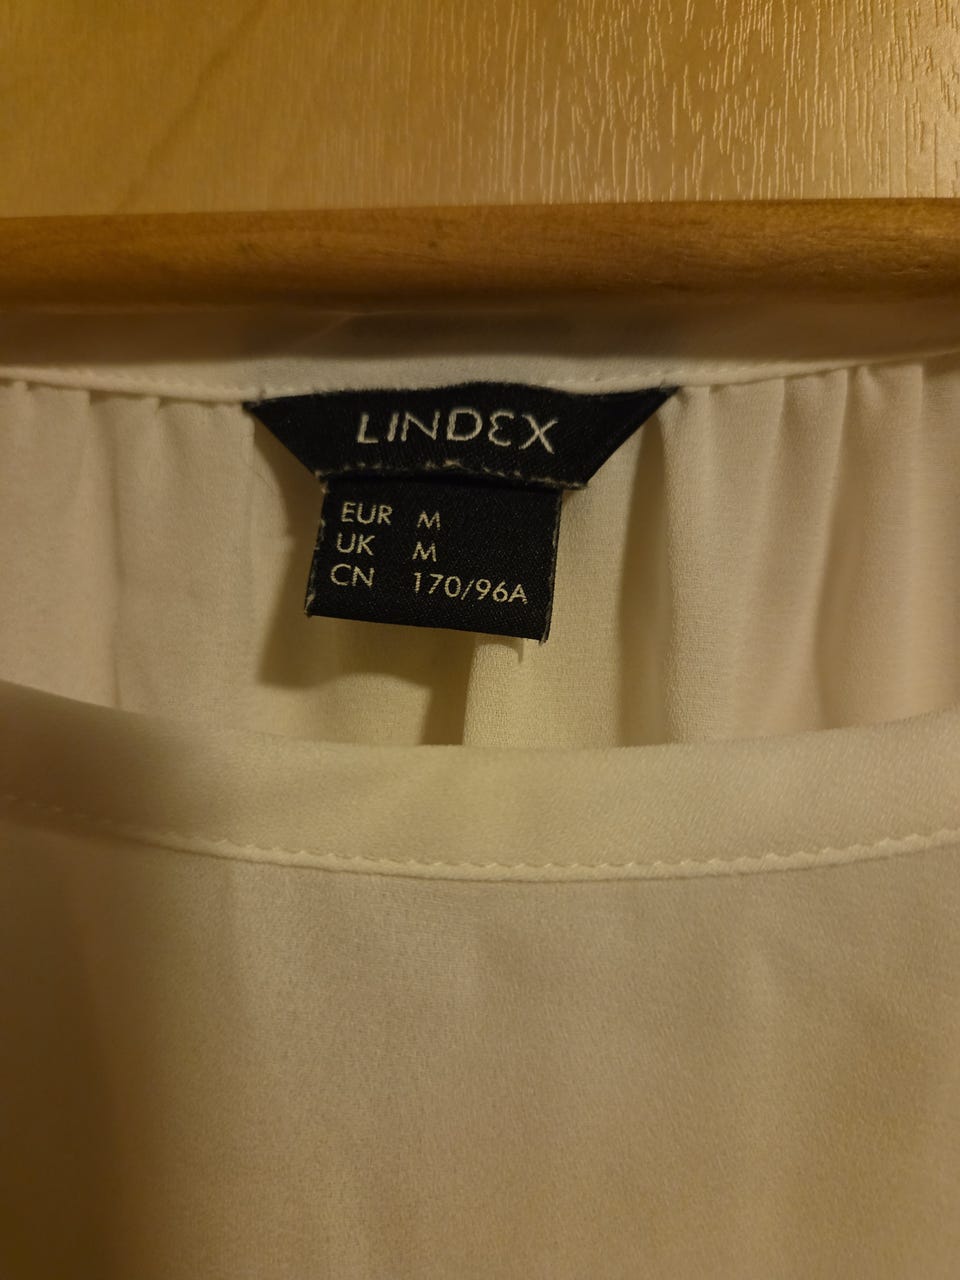 LINDEX
EUR M
UK M
CN 170/96A